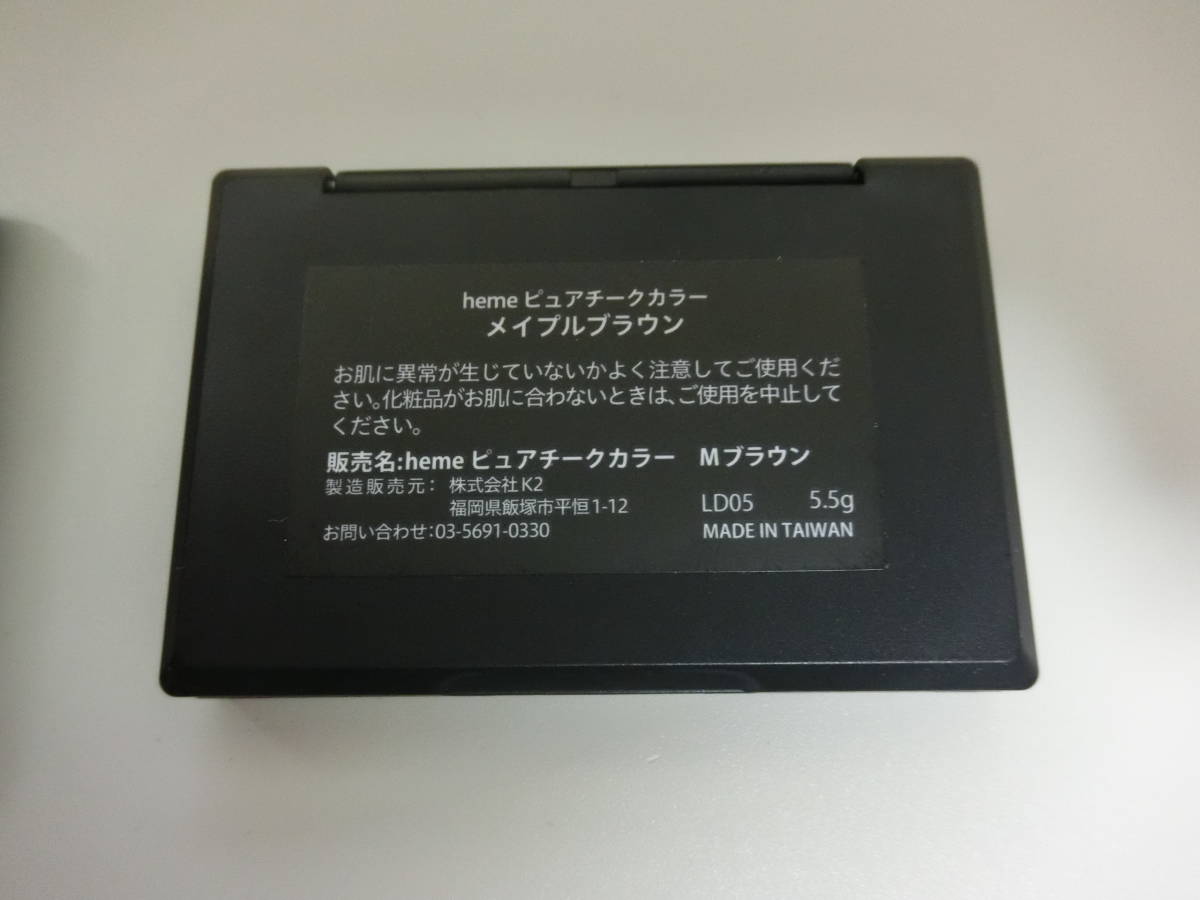 heme ピュアチークカラー
メイプルブラウン
お肌に異常が生じていないかよく注意してご使用くだ
さい。化粧品がお肌に合わないときは、ご使用を中止して
ください。
販売名:heme ピュアチークカラー Mブラウン
製造販売元： 株式会社K2
福岡県飯塚市平恒1-12
LD05 5.5g
お問い合わせ：03-5691-0330
MADE IN TAIWAN